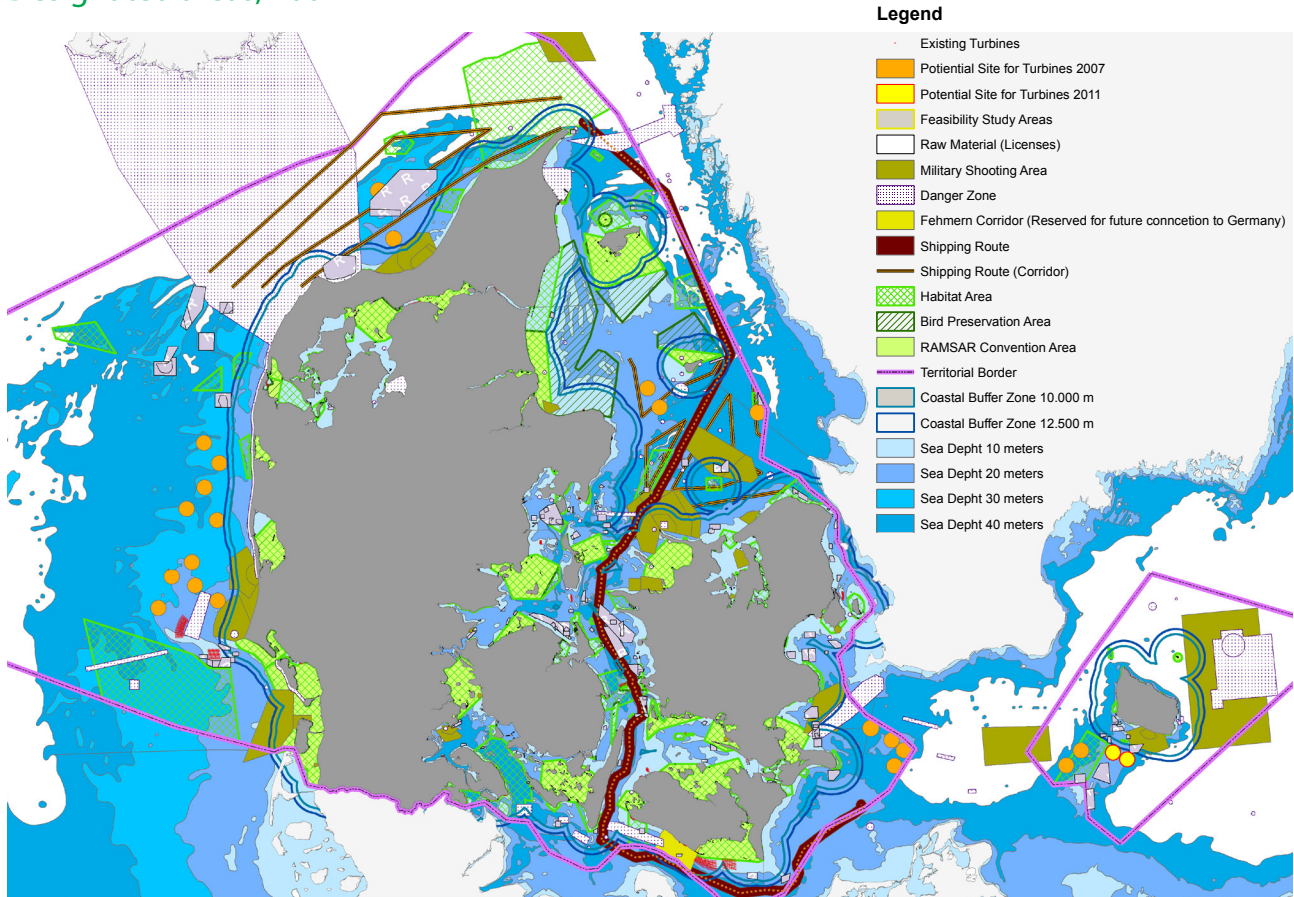 Legend
Existing Turbines
Potiential Site for Turbines 2007
Potential Site for Turbines 2011
Feasibility Study Areas
Raw Material (Licenses)
Military Shooting Area
Danger Zone
Fehmern Corridor (Reserved for future conncetion to Germany)
Shipping Route
Shipping Route (Corridor)
Habitat Area
Bird Preservation Area
RAMSAR Convention Area
Territorial Border
Coastal Buffer Zone 10.000 m
Coastal Buffer Zone 12.500 m
Sea Depht 10 meters
Sea Depht 20 meters
Sea Depht 30 meters
Sea Depht 40 meters